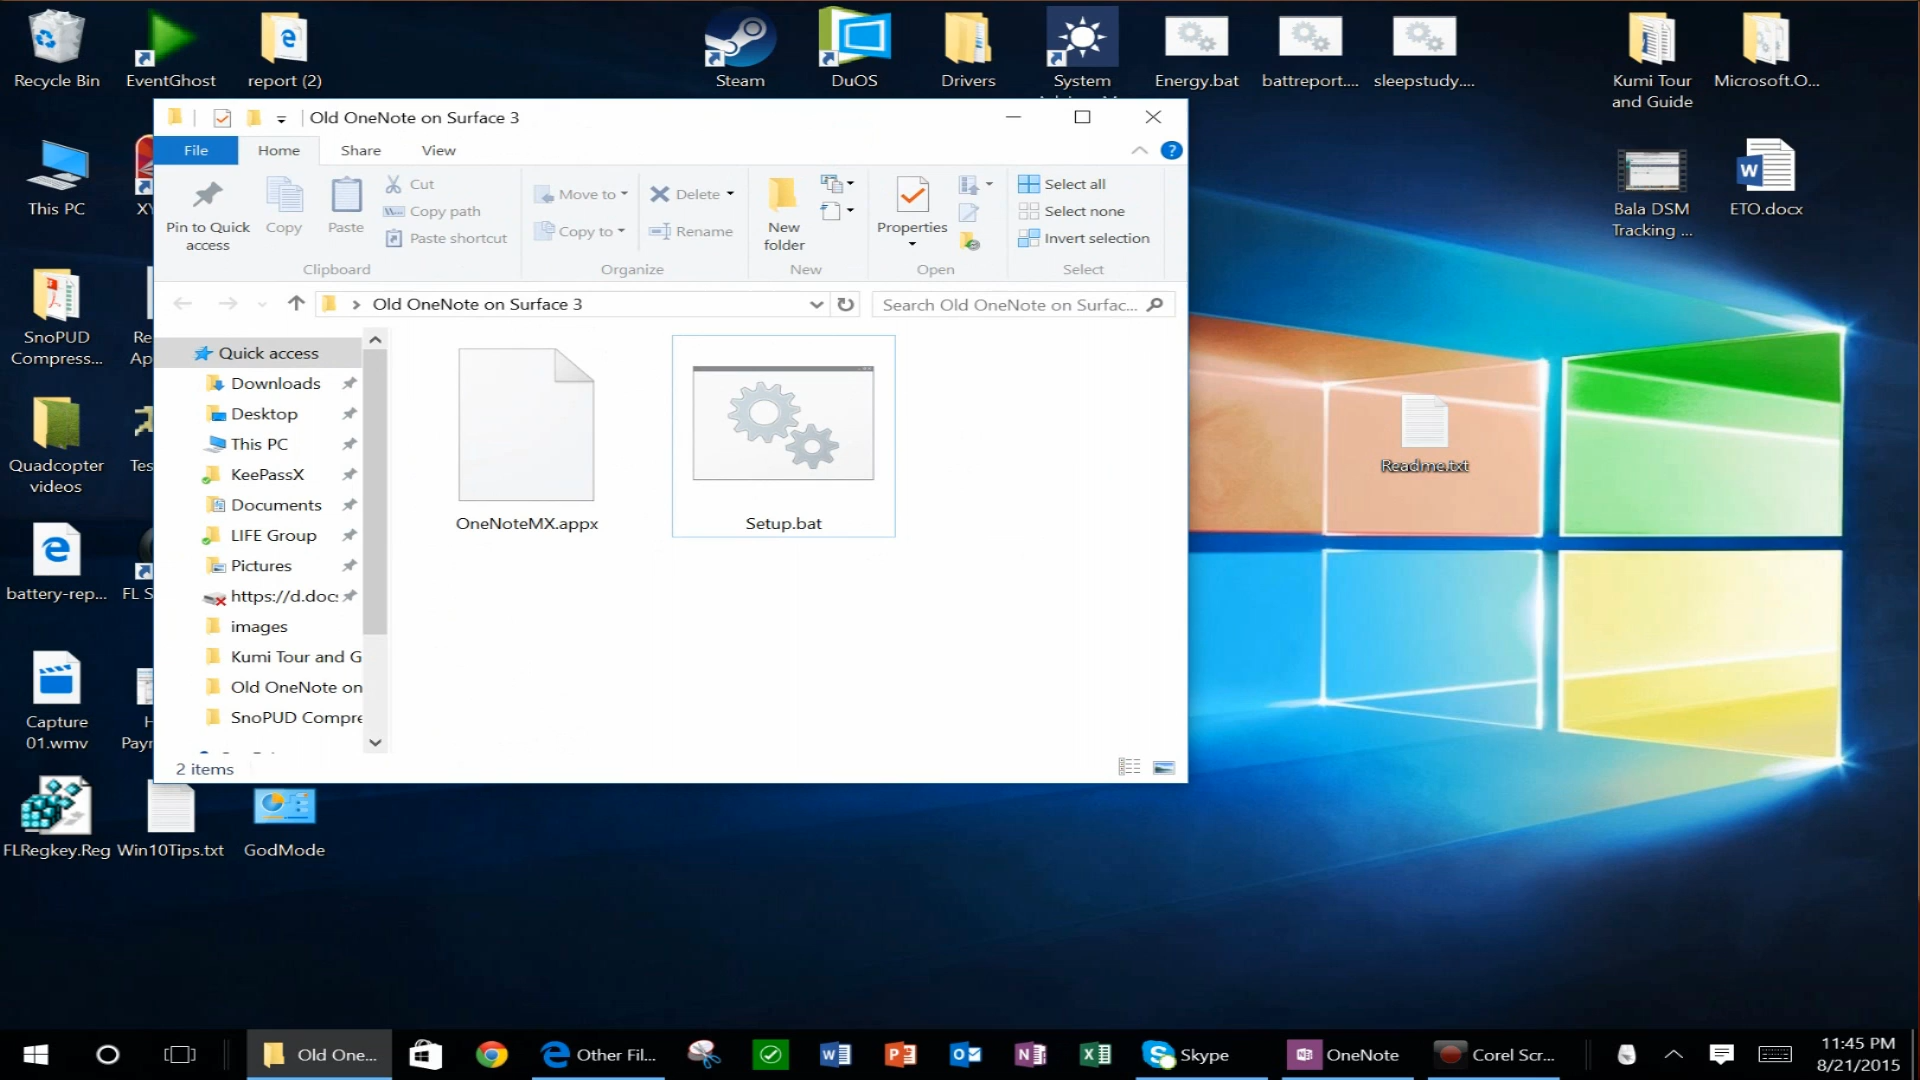 Recycle Bin
EventGhost
report (2)
Steam
DuOS
Drivers
System
Energy.bat
battreport....
sleepstudy....
Kumi Tour
and Guide
Microsoft.O...
Old OneNote on Surface 3
File
Home
Share
View
?
Pin to Quick
access
Copy
Paste
Cut
Copy path
Paste shortcut
Clipboard
Move to
Copy to
Delete
Rename
Organize
New
folder
New
Properties
Open
Select all
Select none
Invert selection
Select
Old OneNote on Surface 3
Search Old OneNote on Surfac...
Quick access
Downloads
Desktop
This PC
KeePassX
Documents
LIFE Group
Pictures
https://d.doc
images
Kumi Tour and G
Old OneNote on
SnoPUD Compre
OneNoteMX.appx
Setup.bat
2 items
This PC
XY
SnoPUD
Compress...
Re
Ap
Quadcopter
videos
Tes
battery-rep...
FL S
Capture
01.wmv
H
Payn
FLRegkey.Reg
Win10Tips.txt
GodMode
Bala DSM
Tracking ...
ETO.docx
Readme.txt
Old One...
Other Fil...
Skype
OneNote
Corel Scr...
11:45 PM
8/21/2015